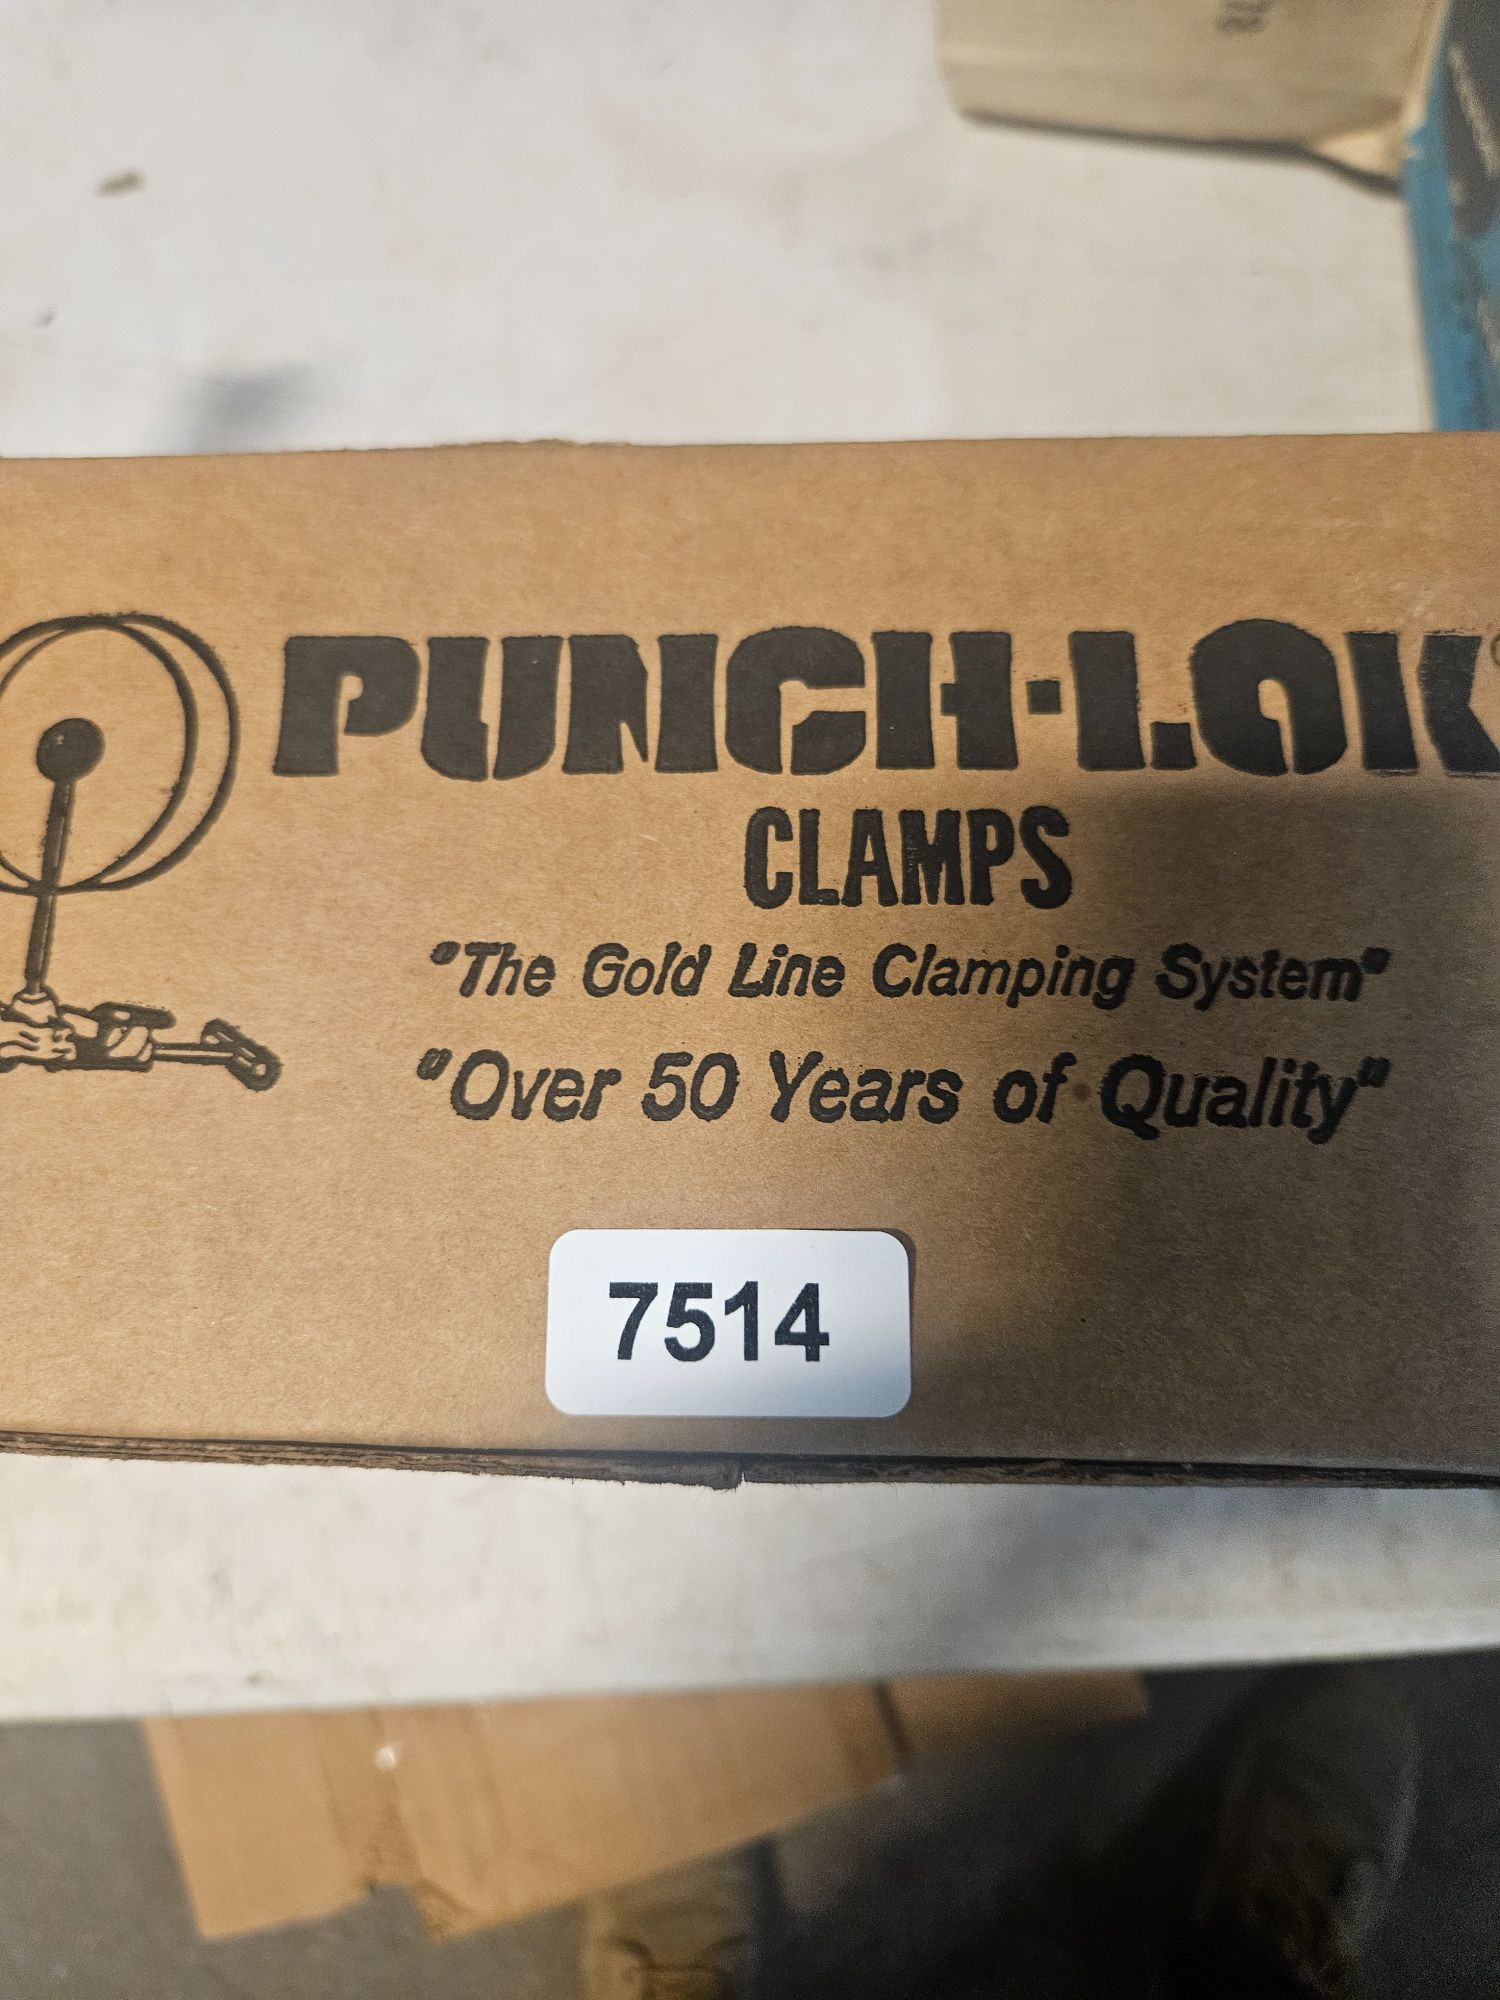 PUNCH-LOK
CLAMPS
"The Gold Line Clamping System"
"Over 50 Years of Quality"
7514